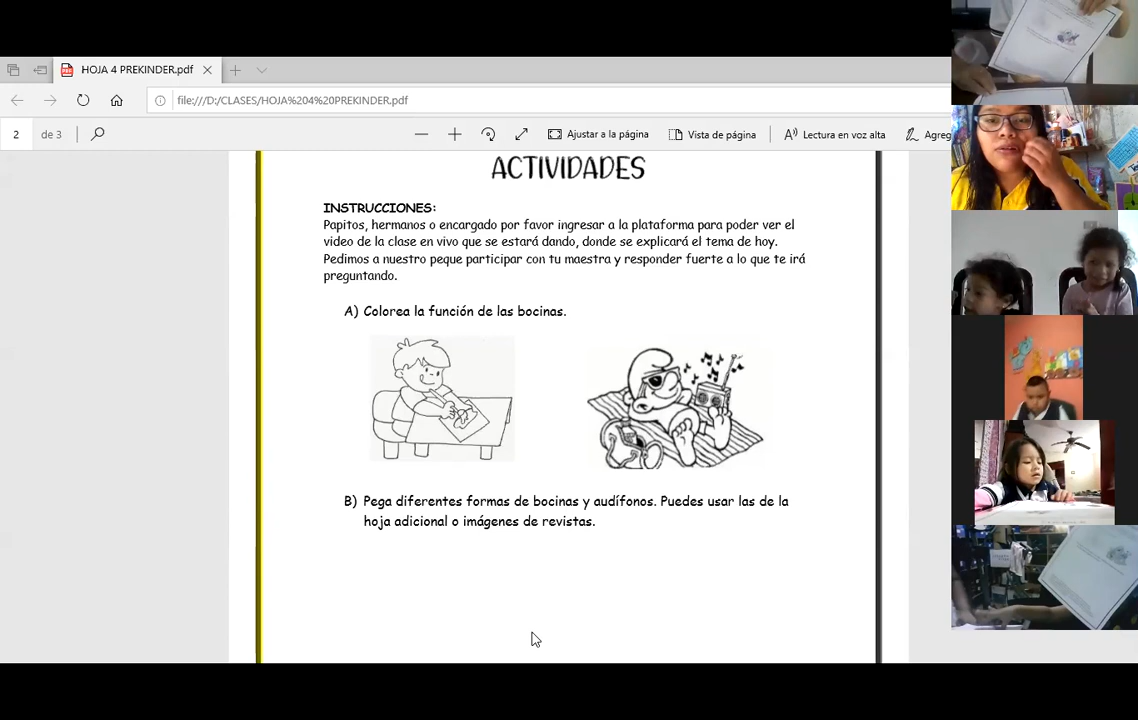 HOJA 4 PREKINDER.pdf
file:///D:/CLASES/HOJA%204%20PREKINDER.pdf
2 de 3 Ajustar a la página Vista de página Lectura en voz alta Agreg
ACTIVIDADES
INSTRUCCIONES:
Papitos, hermanos o encargado por favor ingresar a la plataforma para poder ver el
video de la clase en vivo que se estará dando, donde se explicará el tema de hoy.
Pedimos a nuestro peque participar con tu maestra y responder fuerte a lo que te irá
preguntando.
A) Colorea la función de las bocinas.
B) Pega diferentes formas de bocinas y audífonos. Puedes usar las de la
hoja adicional o imágenes de revistas.